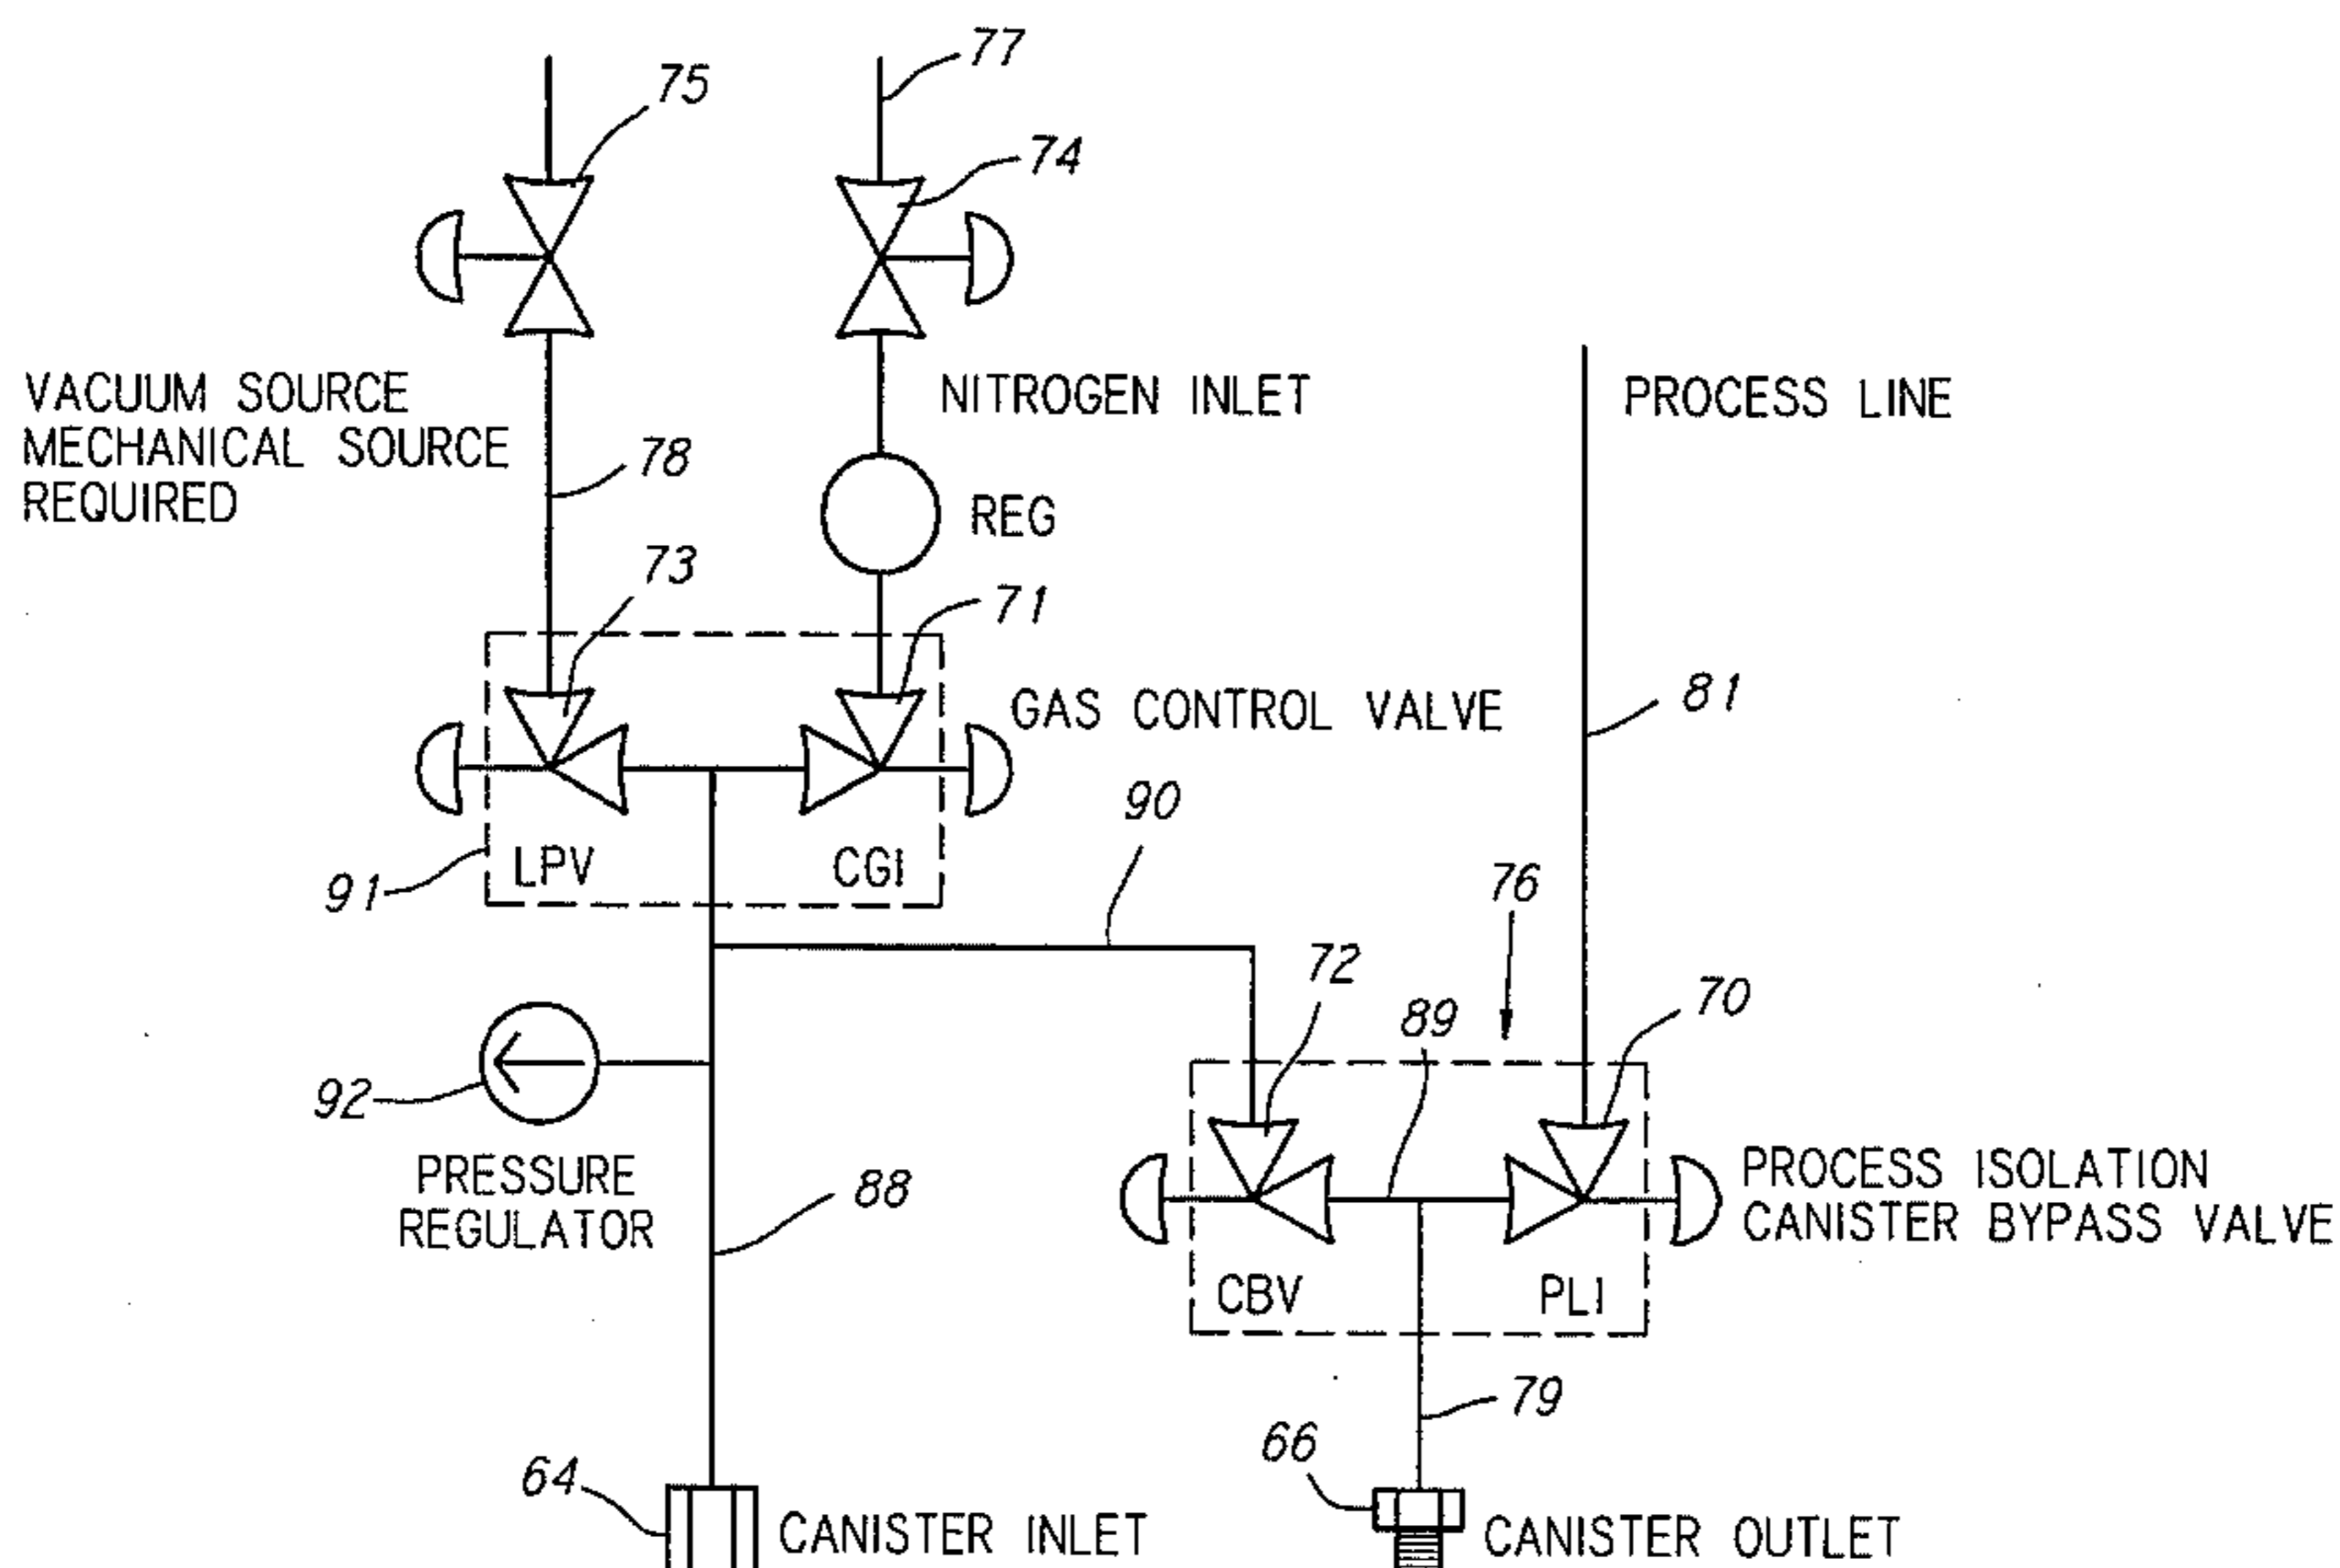 77
75
74
VACUUM SOURCE
MECHANICAL SOURCE
REQUIRED
NITROGEN INLET
PROCESS LINE
78
REG
73
71
GAS CONTROL VALVE
81
90
91
LPV
CGI
76
72
70
89
92
PRESSURE
REGULATOR
88
PROCESS ISOLATION
CANISTER BYPASS VALVE
CBV
PLI
79
66
64
CANISTER INLET
CANISTER OUTLET